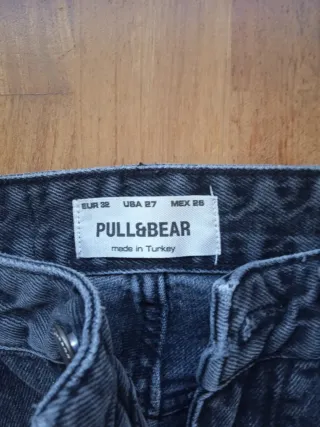 EUR 32 USA 27 MEX 26
PULL&BEAR
made in Turkey